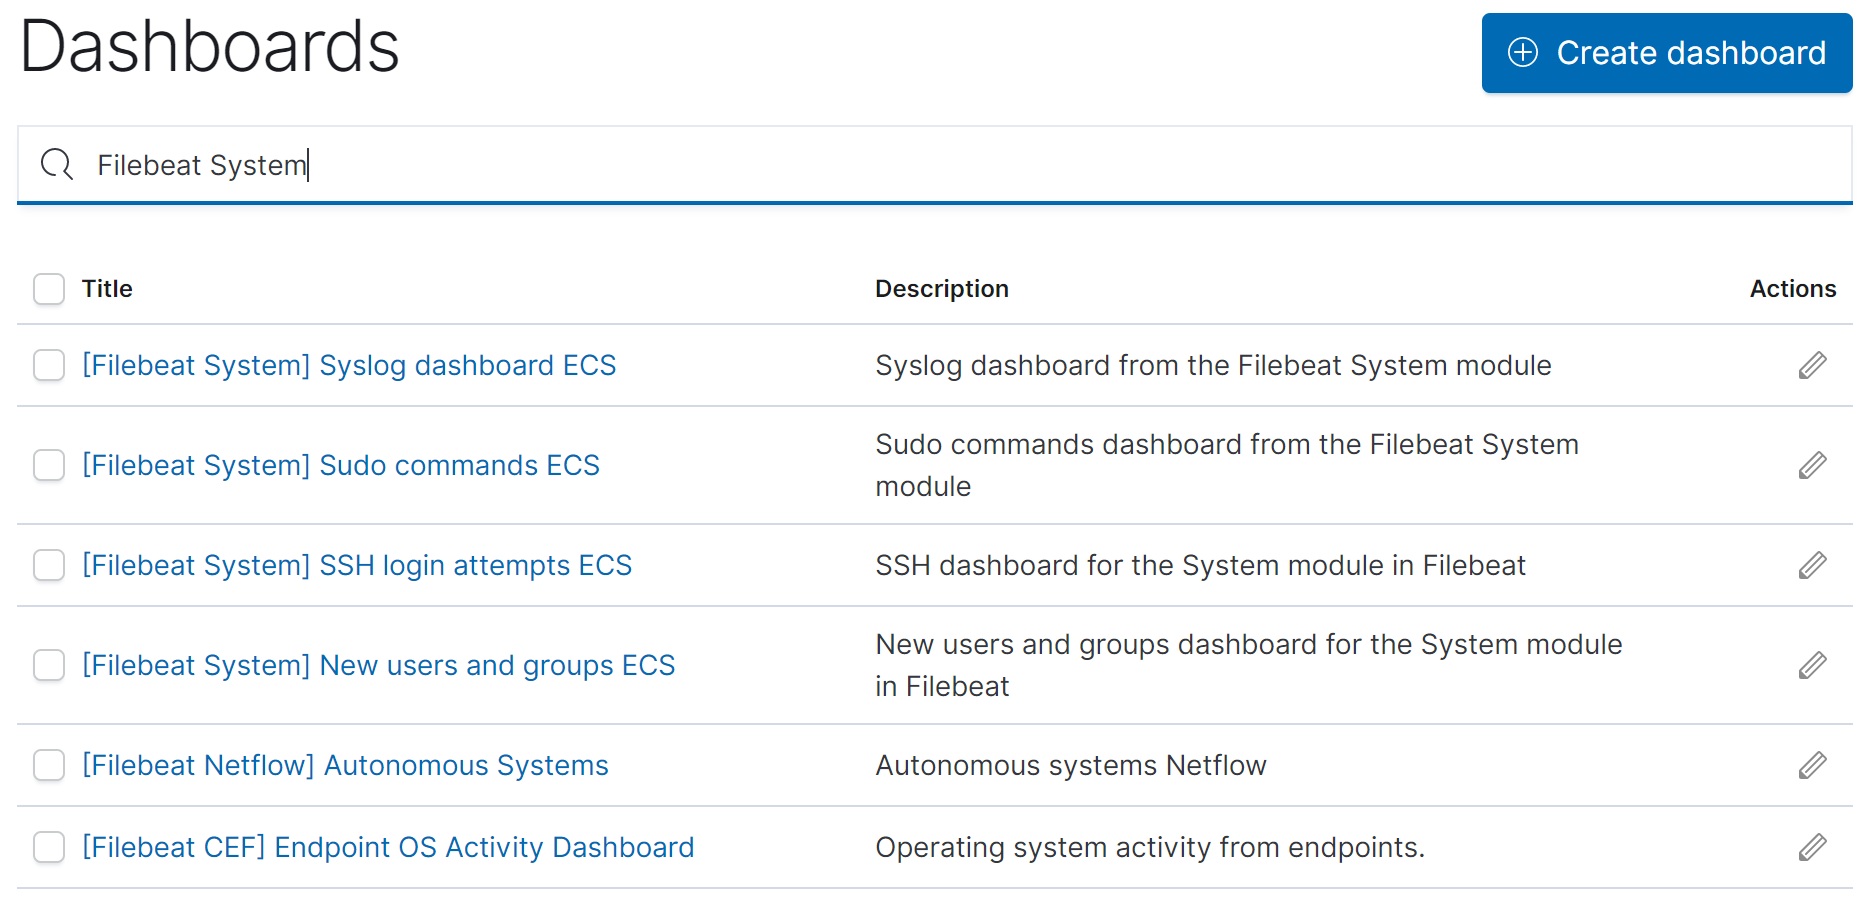 Dashboards
Create dashboard
Filebeat System
Title Description Actions
[Filebeat System] Syslog dashboard ECS Syslog dashboard from the Filebeat System module
[Filebeat System] Sudo commands ECS Sudo commands dashboard from the Filebeat System
module
[Filebeat System] SSH login attempts ECS SSH dashboard for the System module in Filebeat
[Filebeat System] New users and groups ECS New users and groups dashboard for the System module
in Filebeat
[Filebeat Netflow] Autonomous Systems Autonomous systems Netflow
[Filebeat CEF] Endpoint OS Activity Dashboard Operating system activity from endpoints.